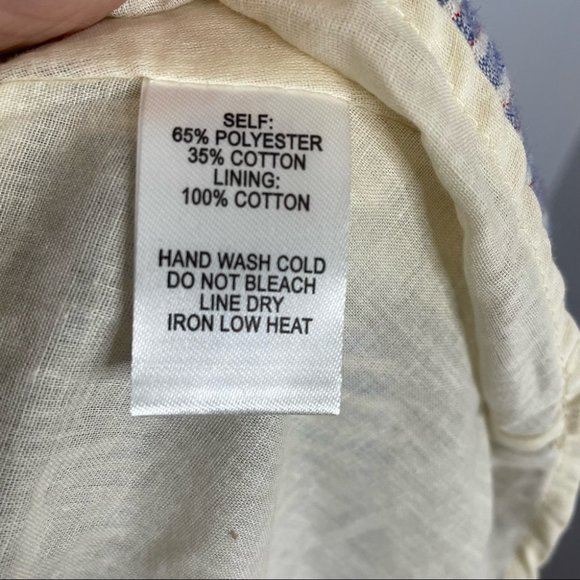 SELF:
65% POLYESTER
35% COTTON
LINING:
100% COTTON
HAND WASH COLD
DO NOT BLEACH
LINE DRY
IRON LOW HEAT